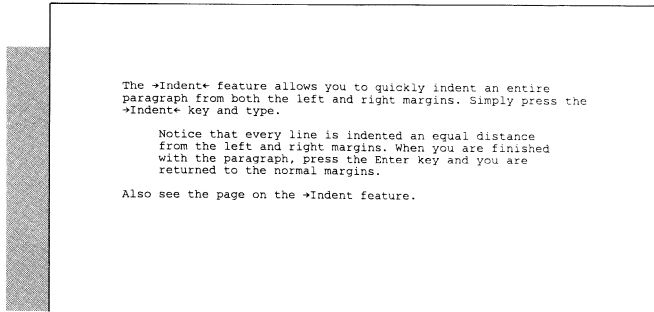 The →Indent← feature allows you to quickly indent an entire
paragraph from both the left and right margins. Simply press the
→Indent← key and type.
Notice that every line is indented an equal distance
from the left and right margins. When you are finished
with the paragraph, press the Enter key and you are
returned to the normal margins.
Also see the page on the →Indent feature.